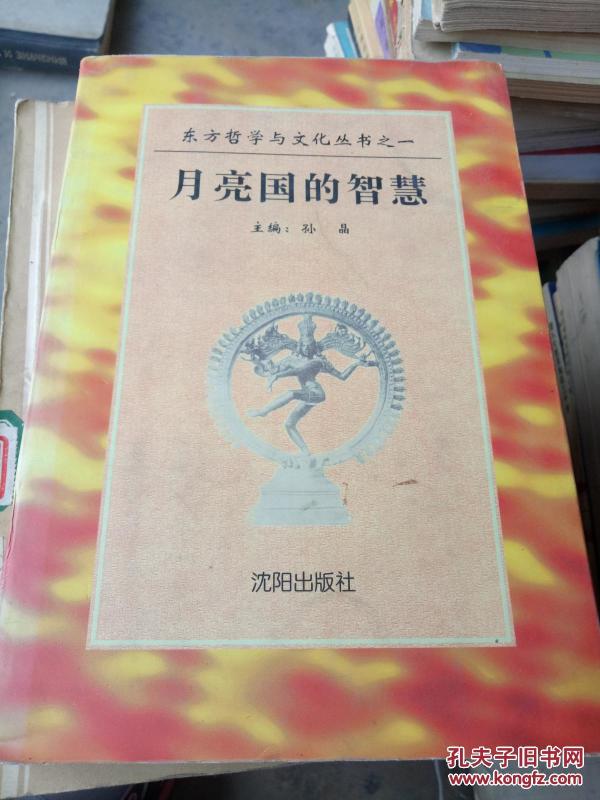 东方哲学与文化丛书之一
月亮国的智慧
主编：孙 晶
沈阳出版社
孔夫子旧书网
www.kongfz.com